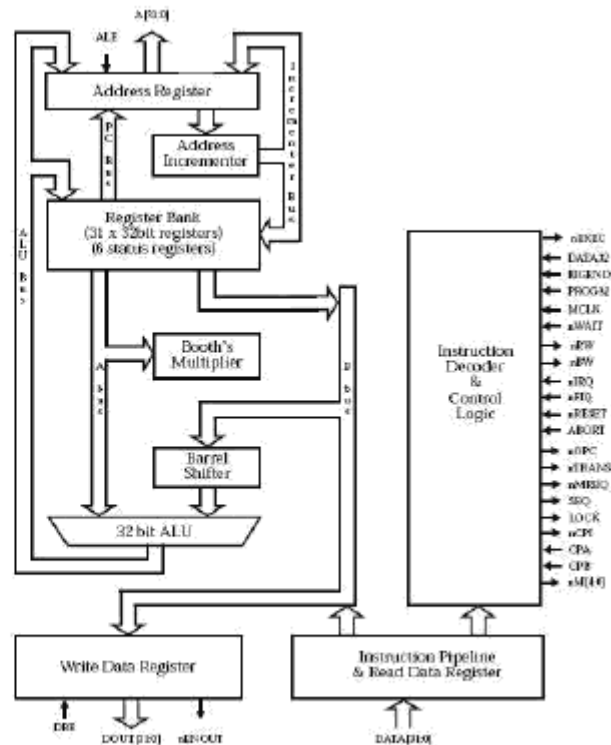 A[31:0]
ALE
Address Register
Address
Incrementer
Incrementer Bus
PC Bus
ALU Bus
Register Bank
(31 x 32bit registers)
(6 status registers)
Booth's
Multiplier
A bus
B bus
Barrel
Shifter
32 bit ALU
Instruction
Decoder
&
Control
Logic
nEXEC
DATA32
BIGEND
PROG32
MCLK
nWAIT
nRW
nBW
nIRQ
nFIQ
nRESET
ABORT
nOPC
nTRANS
nMREQ
SEQ
LOCK
nCPI
CPA
CPB
nM[4:0]
Write Data Register
Instruction Pipeline
& Read Data Register
DBE
DOUT[31:0]
nENOUT
DATA[31:0]